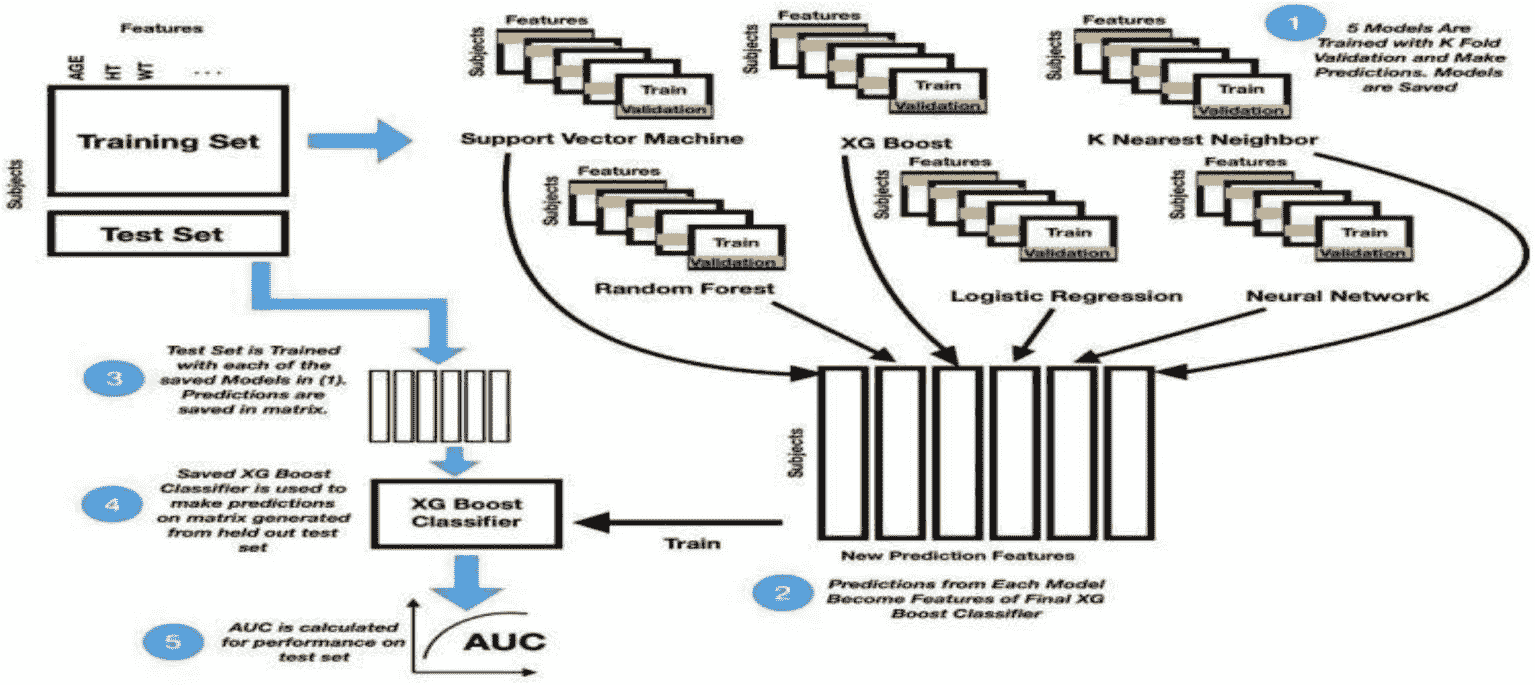 Features
AGE
HT
WT
...
Subjects
Training Set
Test Set
Features
Subjects
Train
Validation
Support Vector Machine
Features
Subjects
Train
Validation
XG Boost
Features
Subjects
Train
Validation
K Nearest Neighbor
1
5 Models Are
Trained with K Fold
Validation and Make
Predictions. Models
are Saved
Features
Subjects
Train
Validation
Random Forest
Features
Subjects
Train
Validation
Logistic Regression
Features
Subjects
Train
Validation
Neural Network
Subjects
New Prediction Features
2
Predictions from Each Model
Become Features of Final XG
Boost Classifier
3
Test Set is Trained
with each of the
saved Models in (1).
Predictions are
saved in matrix.
4
Saved XG Boost
Classifier is used to
make predictions
on matrix generated
from held out test
set
XG Boost
Classifier
Train
5
AUC is calculated
for performance on
test set
AUC